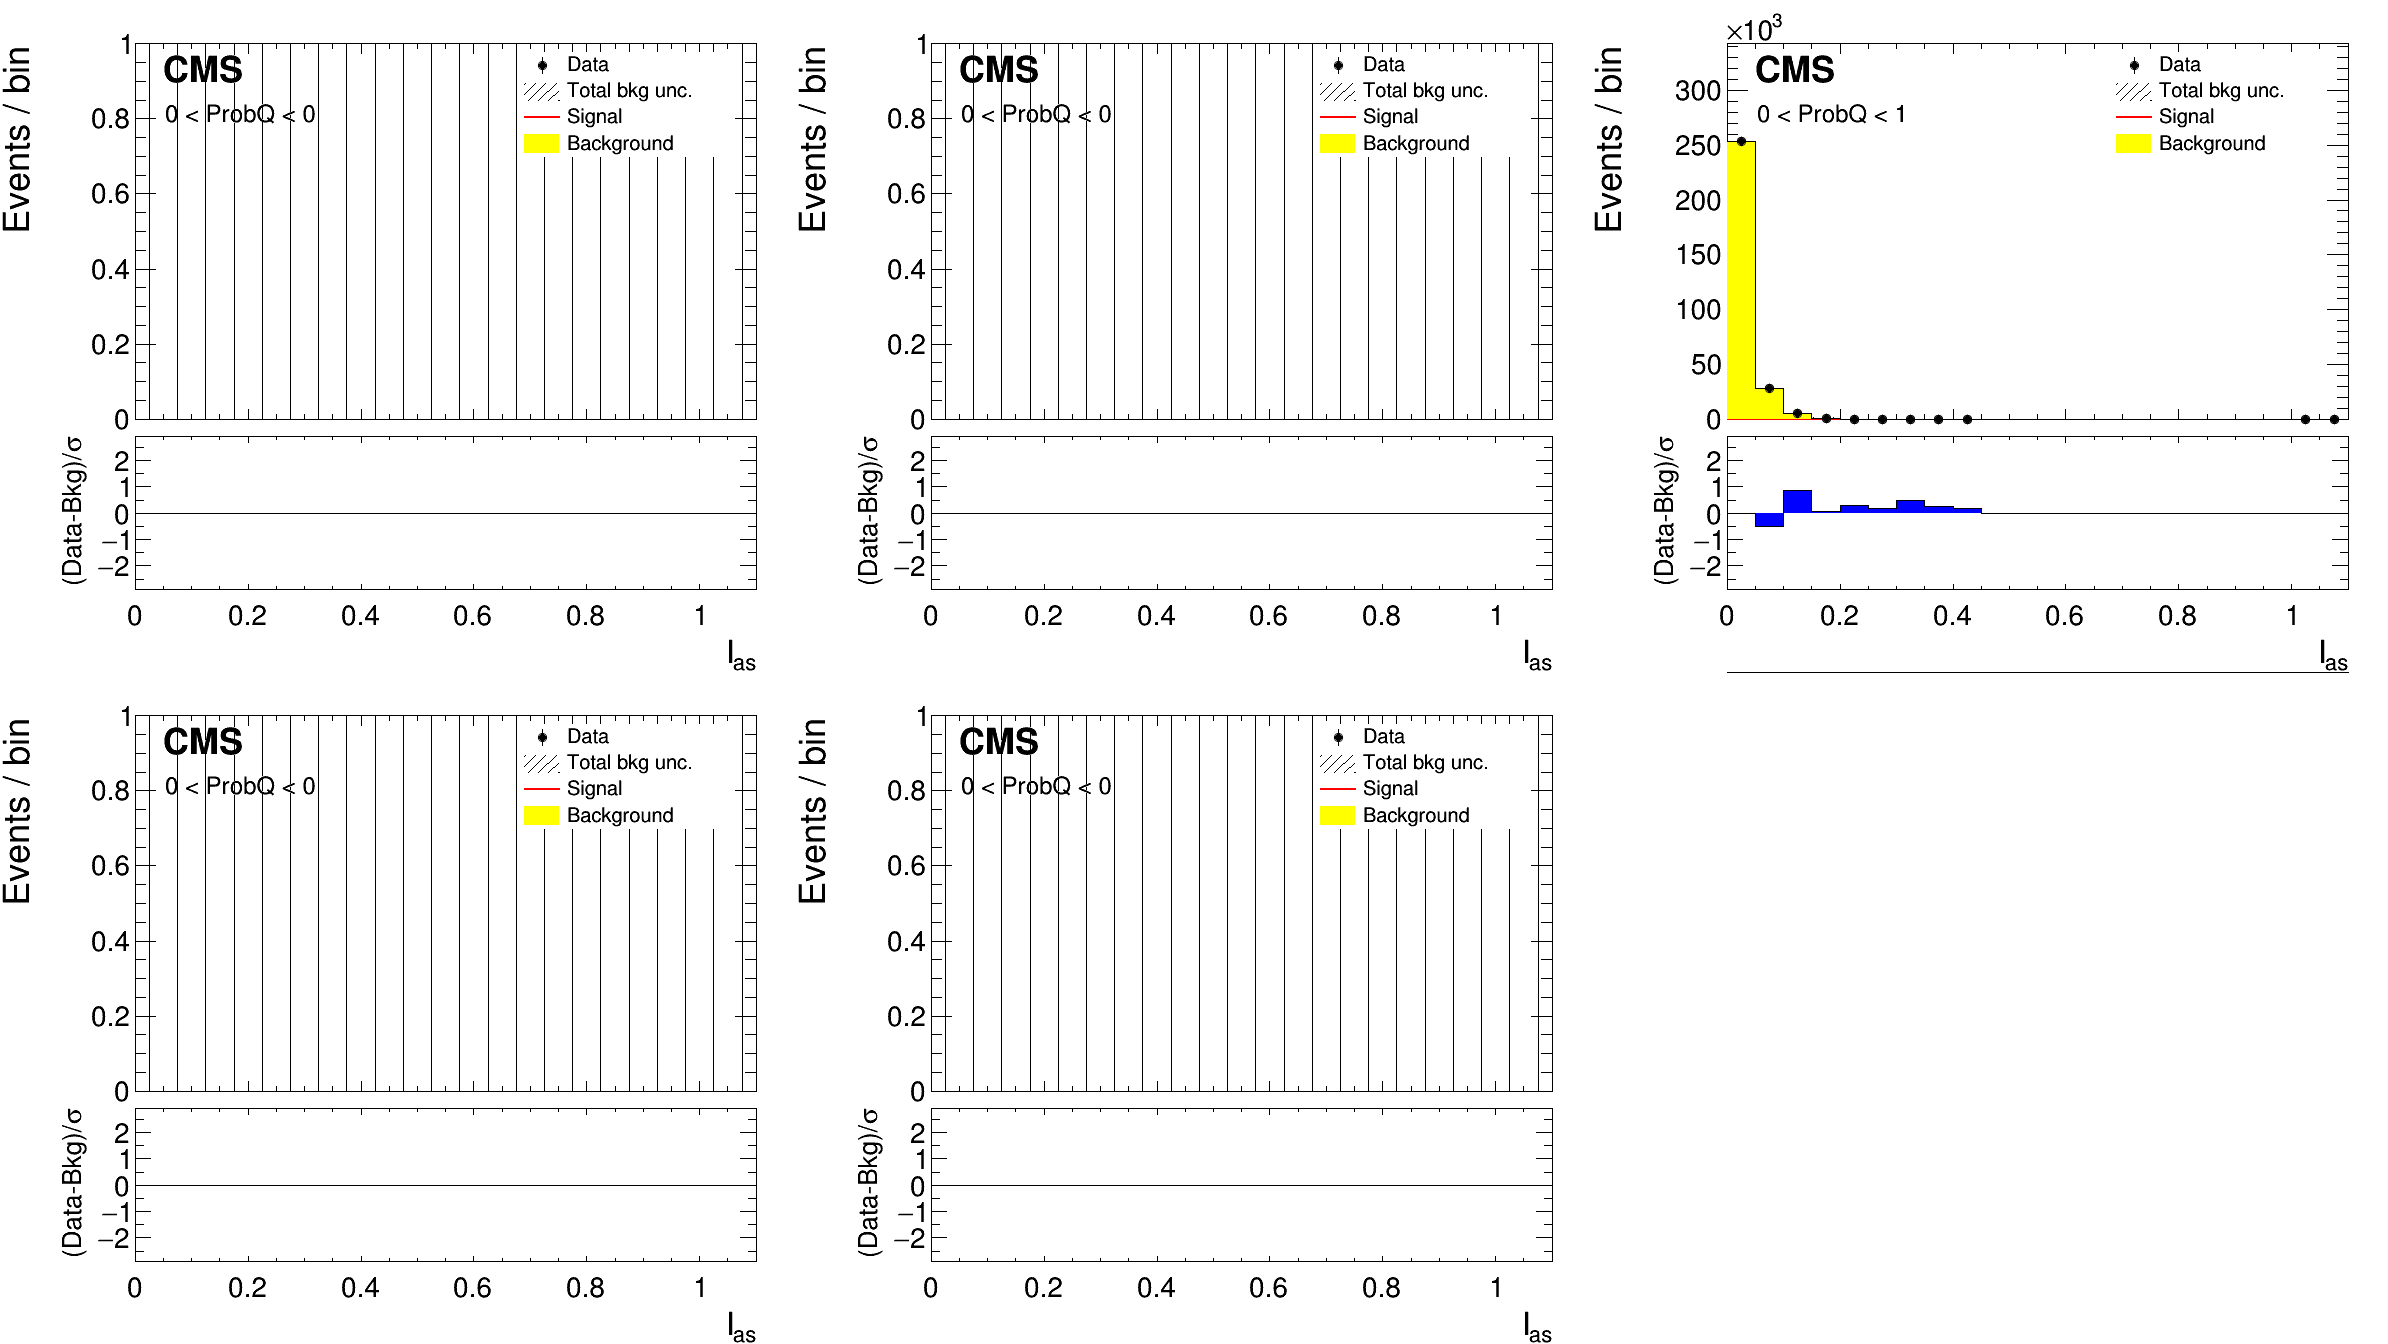 Events / bin
1
0.8
0.6
0.4
0.2
0
CMS
0 < ProbQ < 0
Data
Total bkg unc.
Signal
Background
(Data-Bkg)/σ
2
1
0
−1
−2
0 0.2 0.4 0.6 0.8 1
I_as
Events / bin
1
0.8
0.6
0.4
0.2
0
CMS
0 < ProbQ < 0
Data
Total bkg unc.
Signal
Background
(Data-Bkg)/σ
2
1
0
−1
−2
0 0.2 0.4 0.6 0.8 1
I_as
×10³
Events / bin
300
250
200
150
100
50
0
CMS
0 < ProbQ < 1
Data
Total bkg unc.
Signal
Background
(Data-Bkg)/σ
2
1
0
−1
−2
0 0.2 0.4 0.6 0.8 1
I_as
Events / bin
1
0.8
0.6
0.4
0.2
0
CMS
0 < ProbQ < 0
Data
Total bkg unc.
Signal
Background
(Data-Bkg)/σ
2
1
0
−1
−2
0 0.2 0.4 0.6 0.8 1
I_as
Events / bin
1
0.8
0.6
0.4
0.2
0
CMS
0 < ProbQ < 0
Data
Total bkg unc.
Signal
Background
(Data-Bkg)/σ
2
1
0
−1
−2
0 0.2 0.4 0.6 0.8 1
I_as